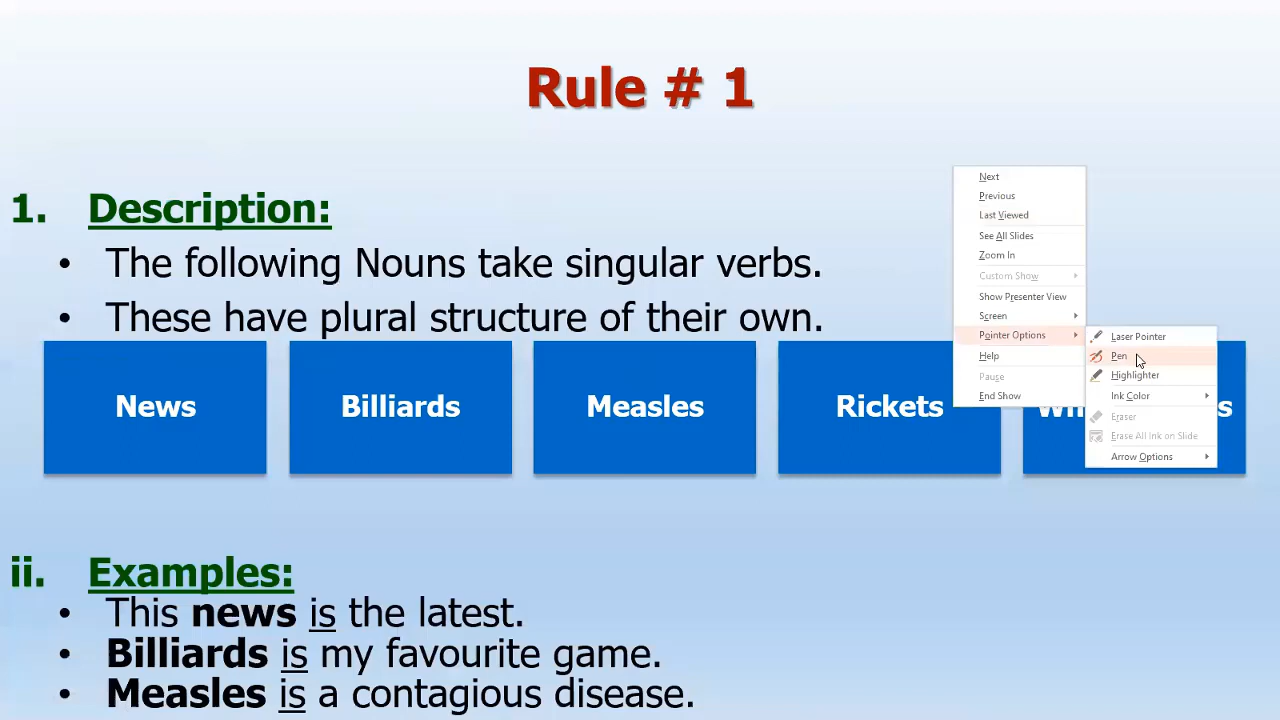 Rule # 1
1. Description:
• The following Nouns take singular verbs.
• These have plural structure of their own.
News
Billiards
Measles
Rickets
Next
Previous
Last Viewed
See All Slides
Zoom In
Custom Show
Show Presenter View
Screen
Pointer Options
Help
Pause
End Show
Laser Pointer
Pen
Highlighter
Ink Color
Eraser
Erase All Ink on Slide
Arrow Options
ii. Examples:
• This news is the latest.
• Billiards is my favourite game.
• Measles is a contagious disease.